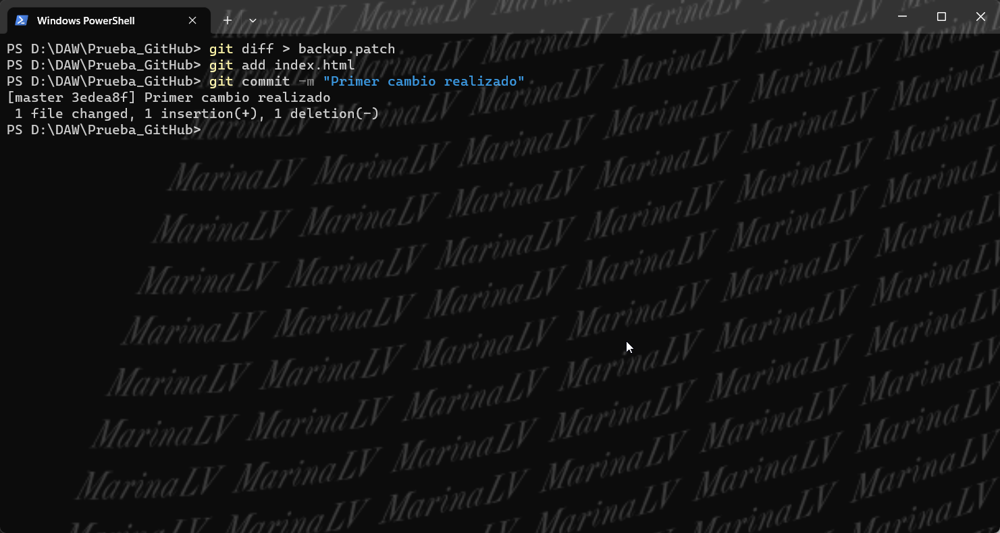 Windows PowerShell
PS D:\DAW\Prueba_GitHub> git diff > backup.patch
PS D:\DAW\Prueba_GitHub> git add index.html
PS D:\DAW\Prueba_GitHub> git commit -m "Primer cambio realizado"
[master 3edea8f] Primer cambio realizado
 1 file changed, 1 insertion(+), 1 deletion(-)
PS D:\DAW\Prueba_GitHub>
MarinaLV